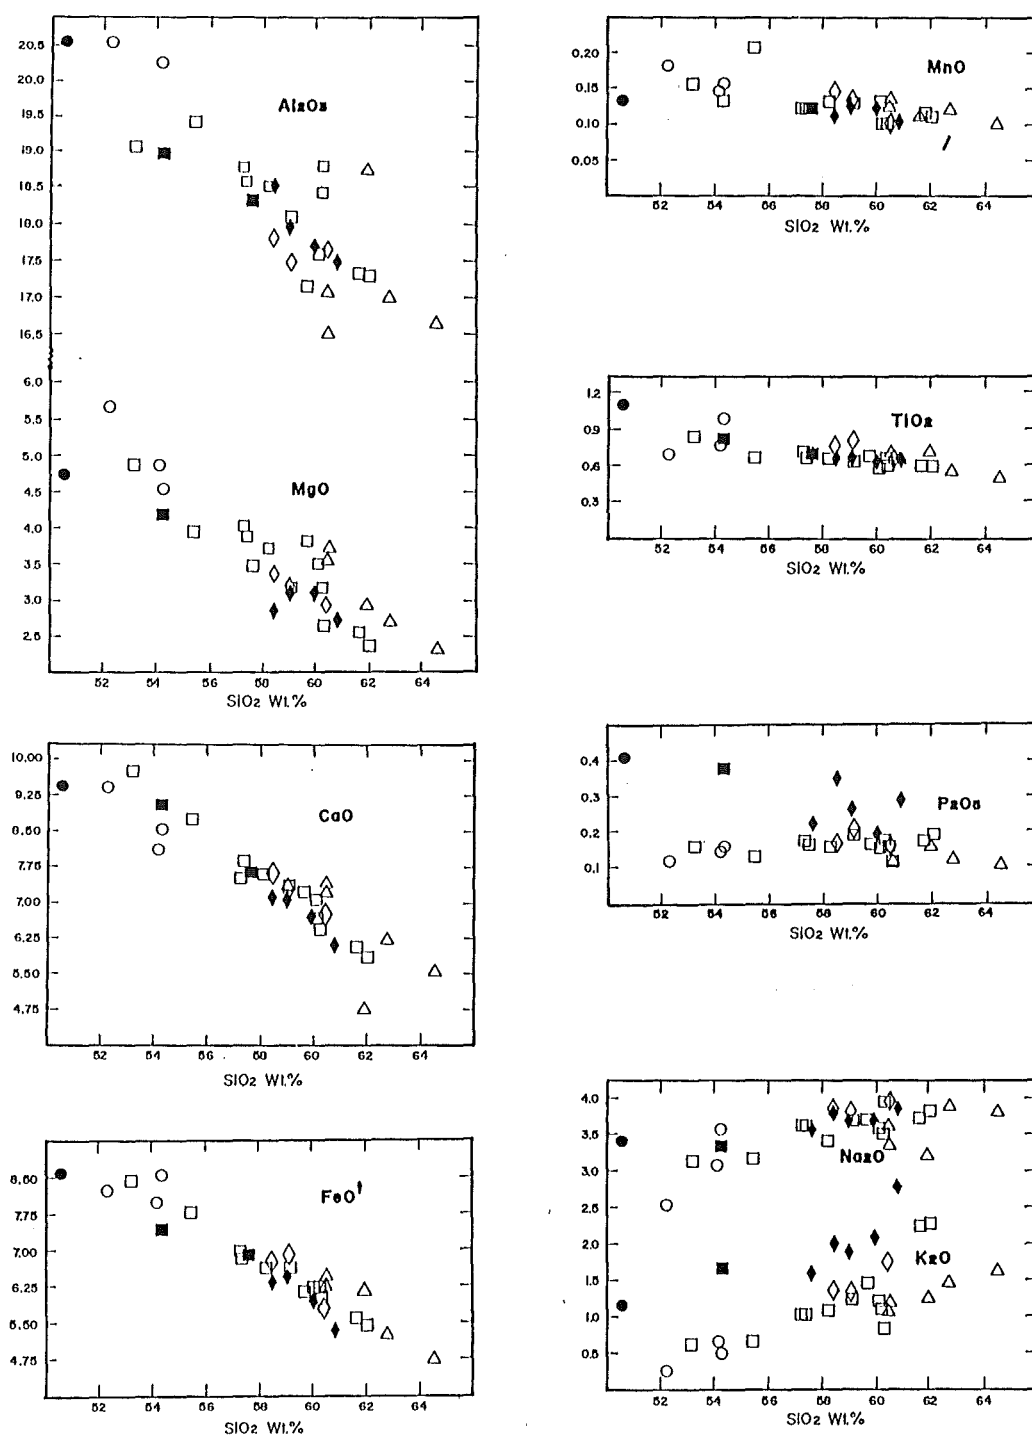 20.5
20.0
19.5
19.0
18.5
18.0
17.5
17.0
16.5
Al2O3
6.0
5.5
5.0
4.5
4.0
3.5
3.0
2.5
MgO
52 54 56 58 60 62 64
SiO2 Wt.%
10.00
9.25
8.50
7.75
7.00
6.25
5.50
4.75
CaO
52 54 56 58 60 62 64
SiO2 Wt.%
8.50
7.75
7.00
6.25
5.50
4.75
FeO†
52 54 56 58 60 62 64
SiO2 Wt.%
0.20
0.15
0.10
0.05
MnO
52 54 56 58 60 62 64
SiO2 Wt.%
1.2
0.9
0.6
0.3
TiO2
52 54 56 58 60 62 64
SiO2 Wt.%
0.4
0.3
0.2
0.1
P2O5
52 54 56 58 60 62 64
SiO2 Wt.%
4.0
3.5
3.0
2.5
2.0
1.5
1.0
0.5
Na2O
K2O
52 54 56 58 60 62 64
SiO2 Wt.%